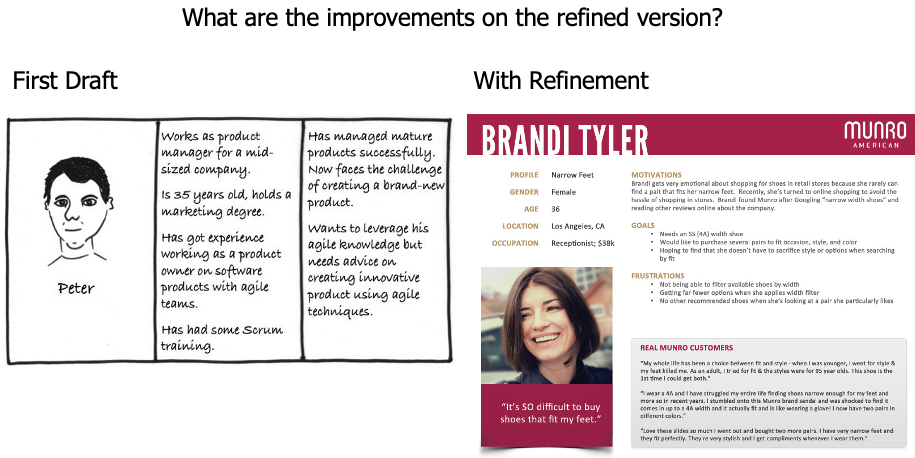 What are the improvements on the refined version?
First Draft
With Refinement
Peter
Works as product
manager for a mid-
sized company.
Is 35 years old, holds a
marketing degree.
Has got experience
working as a product
owner on software
products with agile
teams.
Has had some Scrum
training.
Has managed mature
products successfully.
Now faces the challenge
of creating a brand-new
product.
Wants to leverage his
agile knowledge but
needs advice on
creating innovative
product using agile
techniques.
BRANDI TYLER
MUNRO
AMERICAN
PROFILE Narrow Feet
GENDER Female
AGE 36
LOCATION Los Angeles, CA
OCCUPATION Receptionist; $38k
"It's SO difficult to buy
shoes that fit my feet."
MOTIVATIONS
Brandi gets very emotional about shopping for shoes in retail stores because she rarely can
find a pair that fits her narrow feet. Recently, she's turned to online shopping to avoid the
hassle of shopping in stores. Brand found Munro after Googling "narrow width shoes" and
reading other reviews online about the company.
GOALS
• Needs an SS (4A) width shoe
• Would like to purchase several pairs to fit occasion, style, and color
• Hoping to find that she doesn't have to sacrifice style or options when searching
by fit
FRUSTRATIONS
• Not being able to filter available shoes by width
• Getting far fewer options when she applies width filter
• No other recommended shoes when she's looking at a pair she particularly likes
REAL MUNRO CUSTOMERS
"My whole life has been a choice between fit and style - when I was younger, I went for style &
my feet killed me. As an adult, I tried for fit & the styles were for 95 year olds. This shoe is the
1st time I could get both."
"I wear a 4A and I have struggled my entire life finding shoes narrow enough for my feet and
more so in recent years. I stumbled onto this Munro brand sandal and was shocked to find it
comes in up to a 4A width and it actually fit and is like wearing a glove! I now have two pairs in
different colors."
"Love these slides so much I went out and bought two more pairs. I have very narrow feet and
they fit perfectly. They're very stylish and I get compliments whenever I wear them."